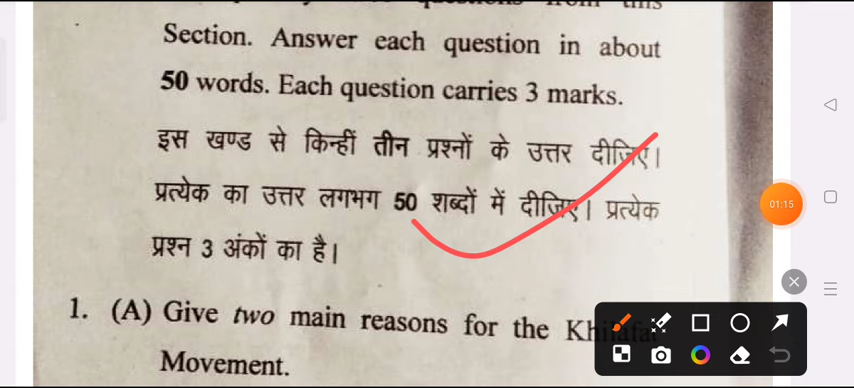 Section. Answer each question in about
50 words. Each question carries 3 marks.
इस खण्ड से किन्हीं तीन प्रश्नों के उत्तर दीजिए।
प्रत्येक का उत्तर लगभग 50 शब्दों में दीजिए। प्रत्येक
प्रश्न 3 अंकों का है।
01:15
1. (A) Give two main reasons for the Khilafat
Movement.